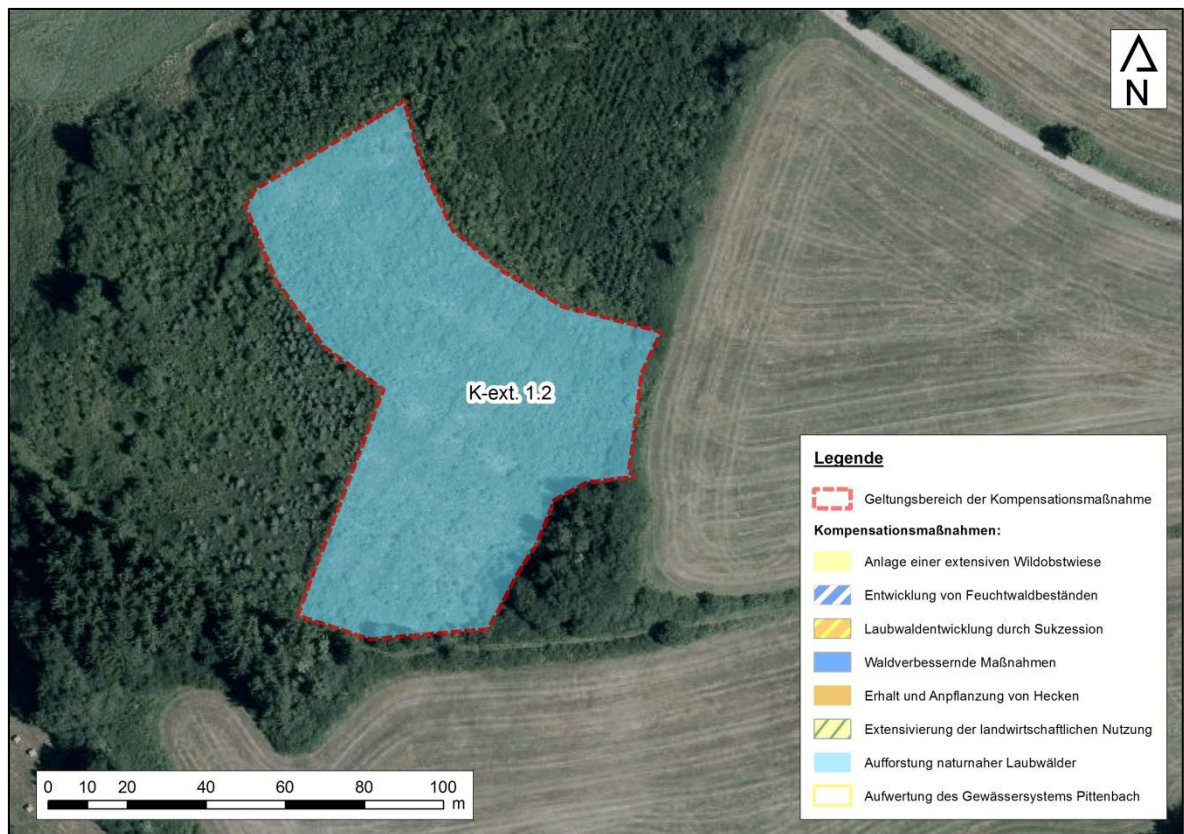 N
K-ext. 1.2
Legende
Geltungsbereich der Kompensationsmaßnahme
Kompensationsmaßnahmen:
Anlage einer extensiven Wildobstwiese
Entwicklung von Feuchtwaldbeständen
Laubwaldentwicklung durch Sukzession
Waldverbessernde Maßnahmen
Erhalt und Anpflanzung von Hecken
Extensivierung der landwirtschaftlichen Nutzung
Aufforstung naturnaher Laubwälder
Aufwertung des Gewässersystems Pittenbach
0 10 20 40 60 80 100
m